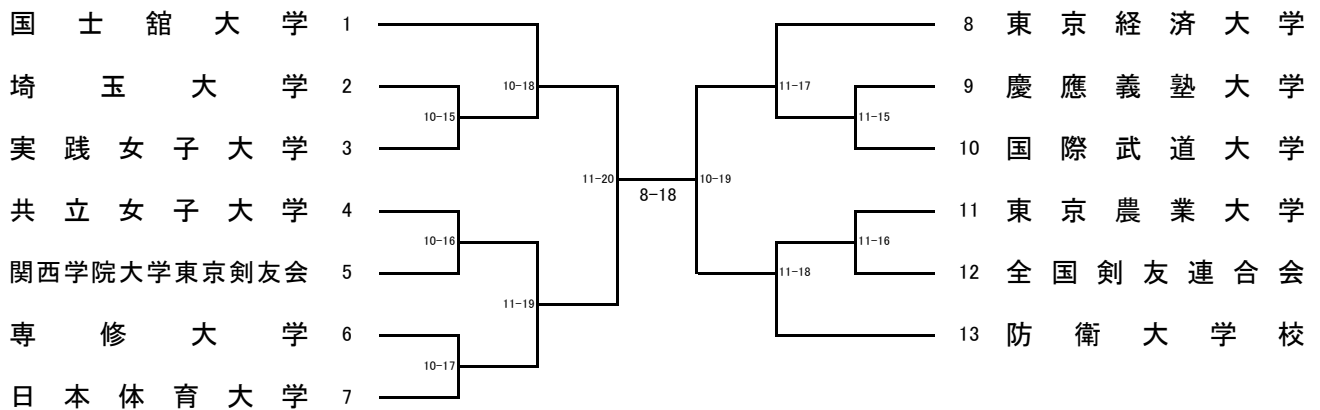 国士舘大学 1
埼玉大学 2
実践女子大学 3
共立女子大学 4
関西学院大学東京剣友会 5
専修大学 6
日本体育大学 7
10-15
10-16
10-17
10-18
11-19
11-20
8-18
10-19
11-17
11-18
11-15
11-16
8 東京経済大学
9 慶應義塾大学
10 国際武道大学
11 東京農業大学
12 全国剣友連合会
13 防衛大学校